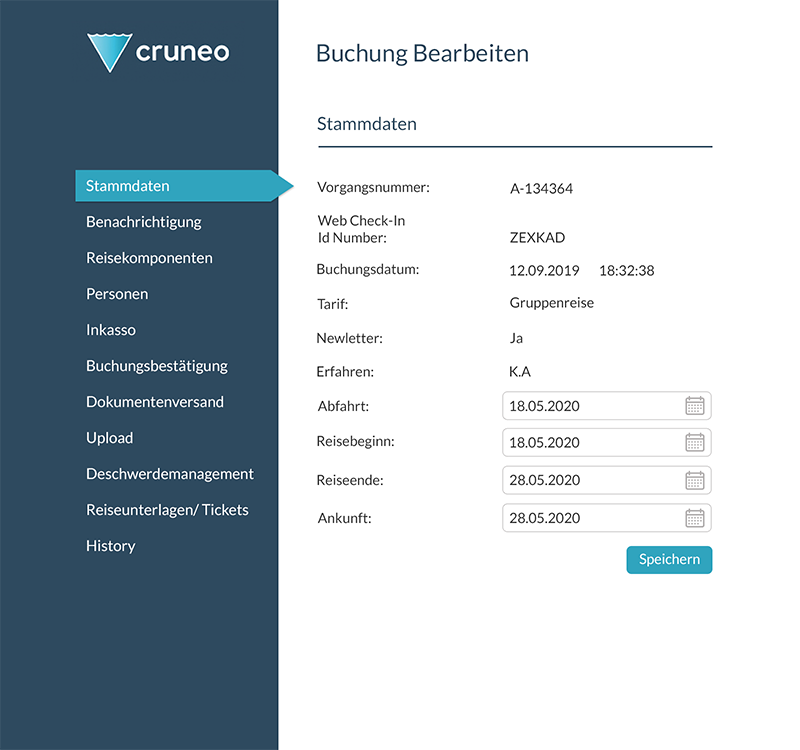 cruneo
Buchung Bearbeiten
Stammdaten
Stammdaten
Benachrichtigung
Reisekomponenten
Personen
Inkasso
Buchungsbestätigung
Dokumentenversand
Upload
Deschwerdemanagement
Reiseunterlagen/ Tickets
History
Vorgangsnummer: A-134364
Web Check-In
Id Number: ZEXKAD
Buchungsdatum: 12.09.2019 18:32:38
Tarif: Gruppenreise
Newletter: Ja
Erfahren: K.A
Abfahrt: 18.05.2020
Reisebeginn: 18.05.2020
Reiseende: 28.05.2020
Ankunft: 28.05.2020
Speichern